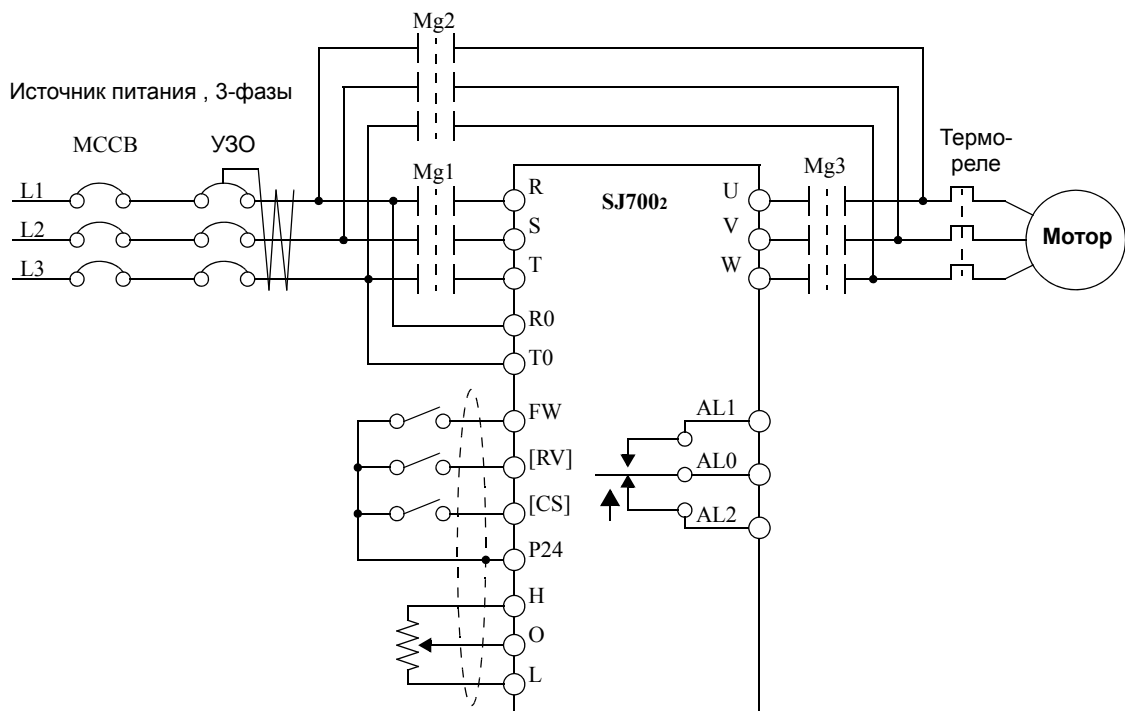 Mg2
Источник питания , 3-фазы
MCCB
УЗО
Mg1
Mg3
Термо-
реле
L1
L2
L3
R
S
T
R0
T0
SJ7002
U
V
W
Мотор
FW
[RV]
[CS]
P24
H
O
L
AL1
AL0
AL2